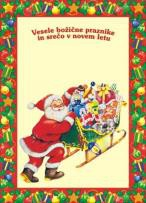 Vesele božične praznike
in srečo v novem letu